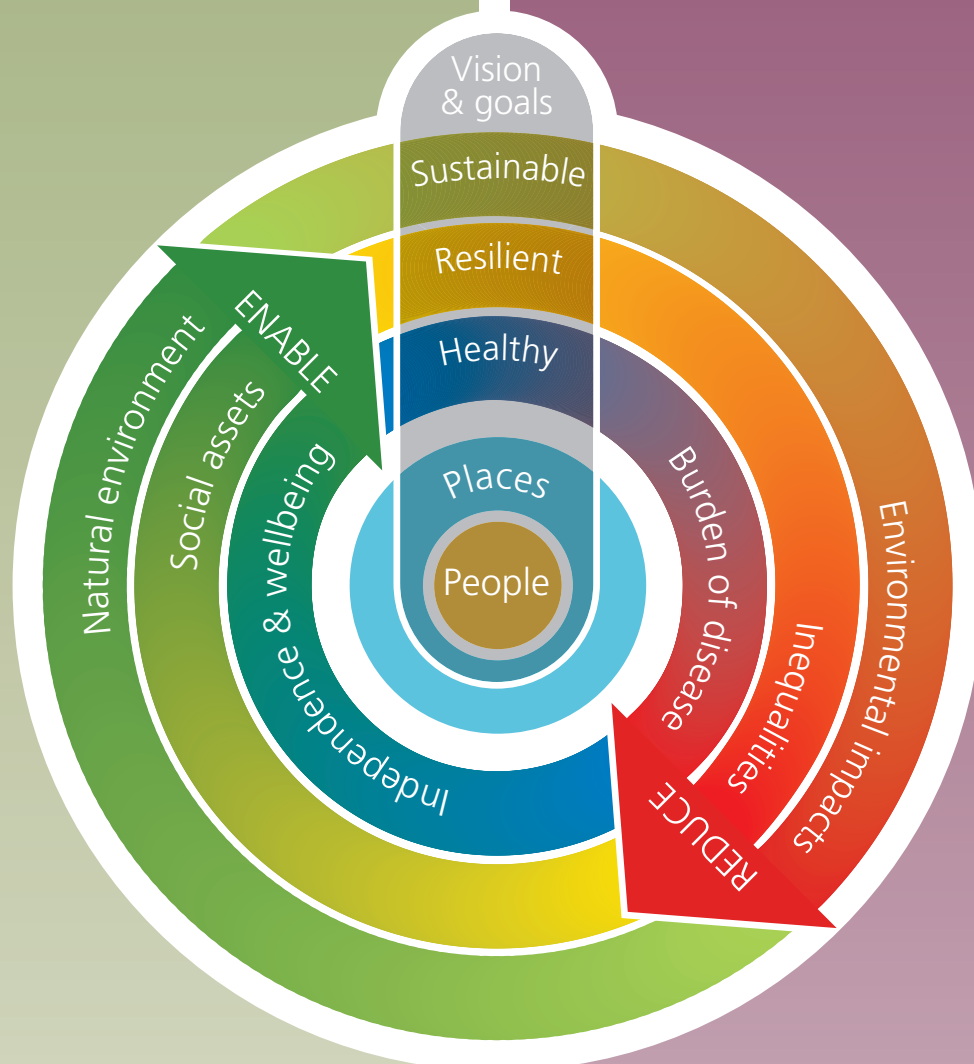 Vision
& goals
Sustainable
Resilient
Healthy
Places
People
ENABLE
Natural environment
Social assets
Independence & wellbeing
Burden of disease
Inequalities
Environmental impacts
REDUCE